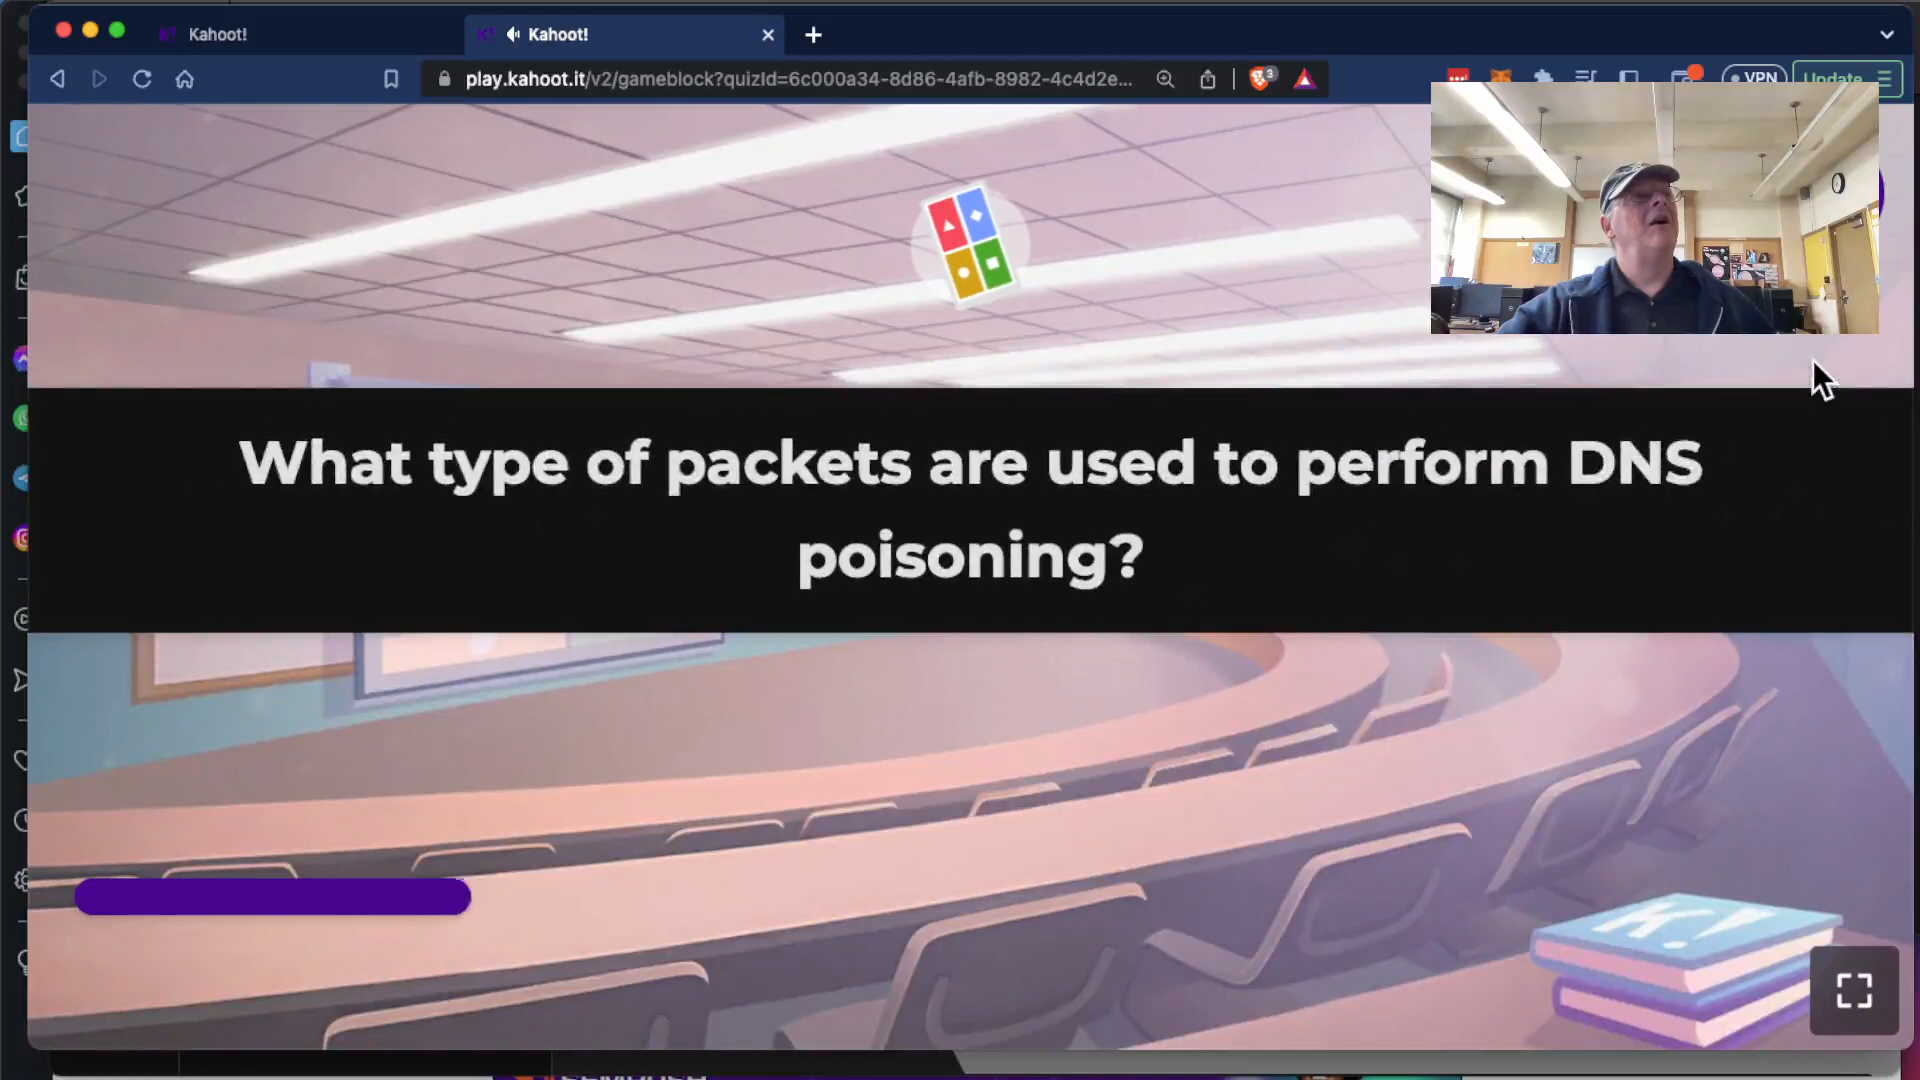 Kahoot!
Kahoot!
play.kahoot.it/v2/gameblock?quizId=6c000a34-8d86-4afb-8982-4c4d2e...
3
VPN
Update
What type of packets are used to perform DNS
poisoning?
K!